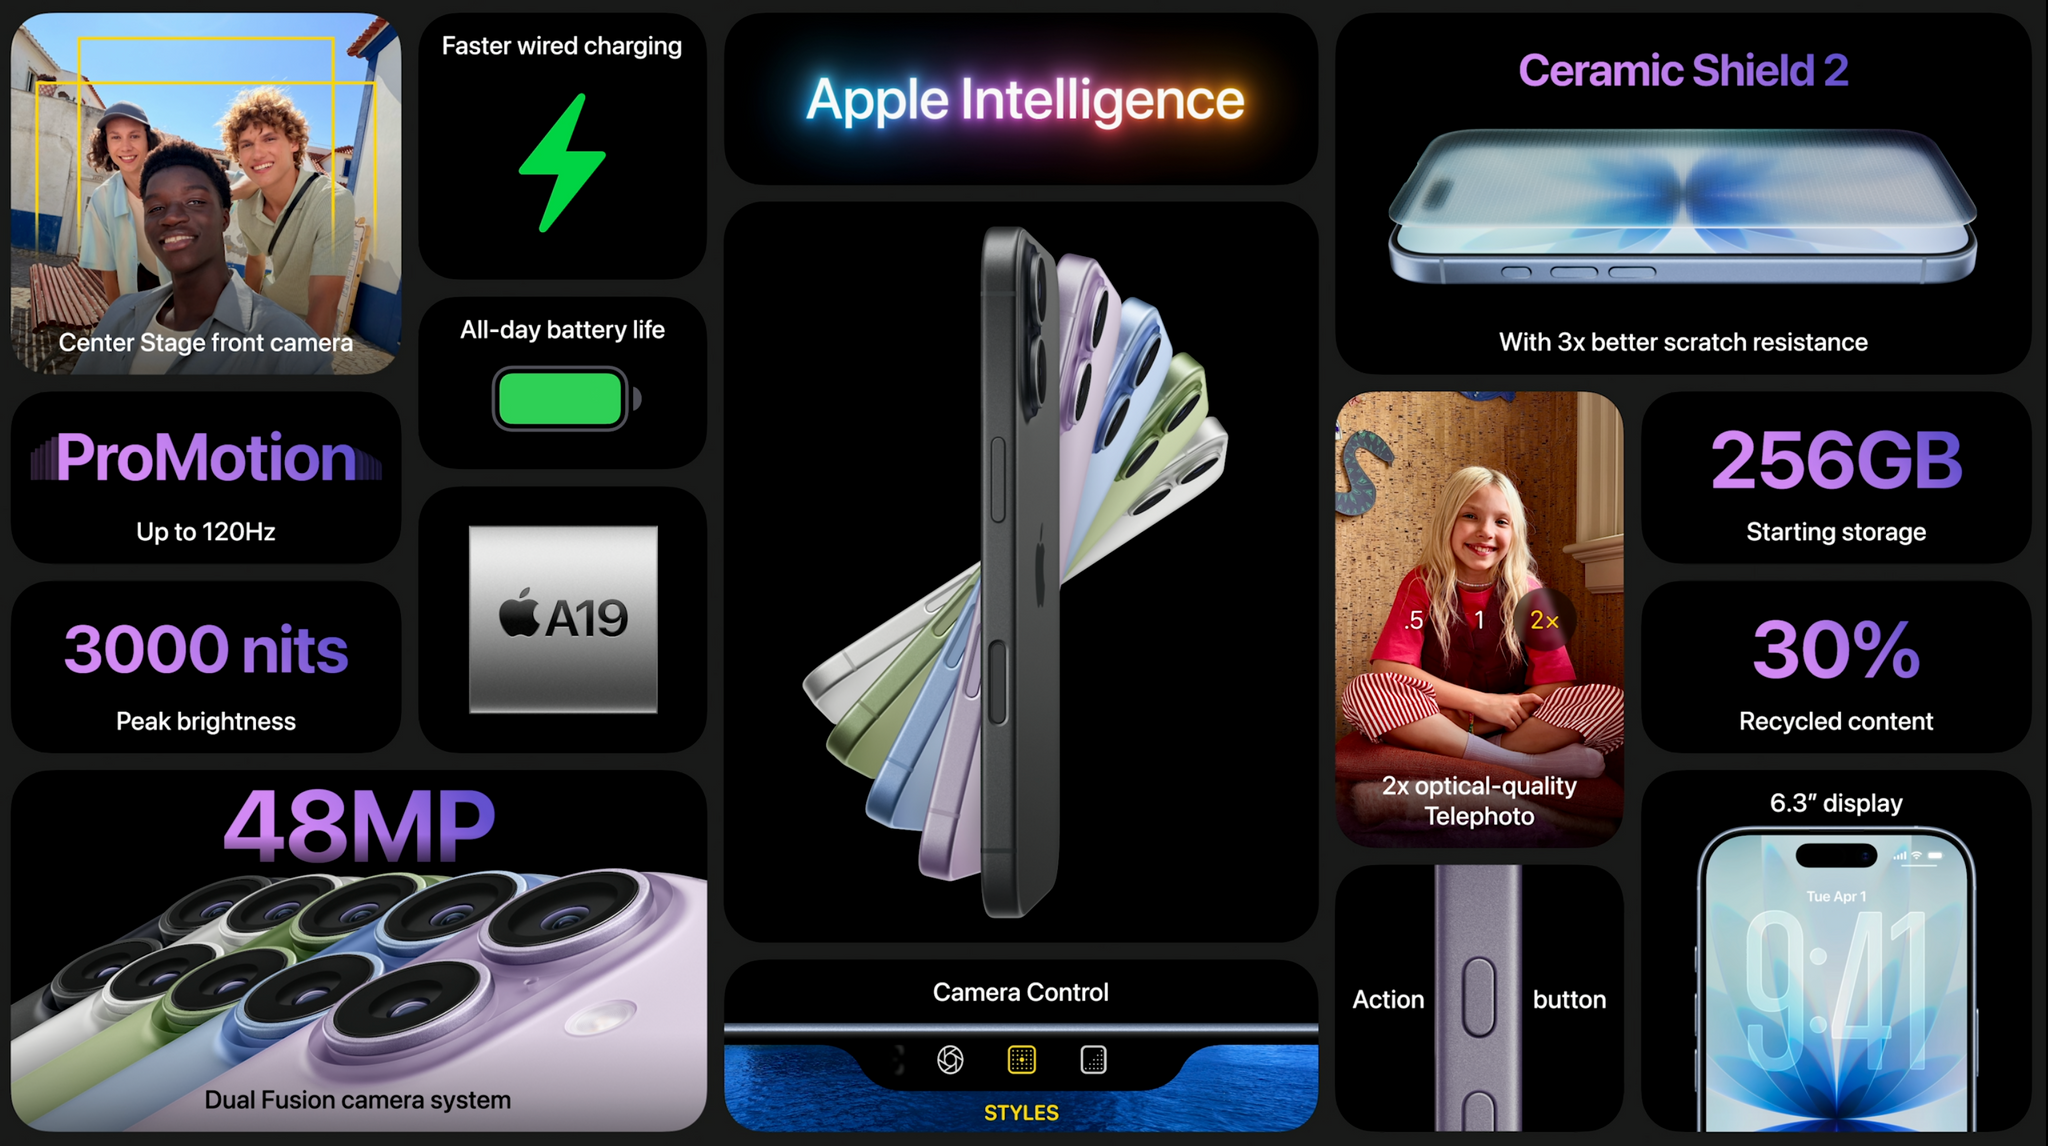 Center Stage front camera
Faster wired charging
All-day battery life
ProMotion
Up to 120Hz
3000 nits
Peak brightness
A19
48MP
Dual Fusion camera system
Apple Intelligence
Camera Control
STYLES
Ceramic Shield 2
With 3x better scratch resistance
.5 1 2×
2x optical-quality
Telephoto
256GB
Starting storage
30%
Recycled content
Action button
6.3″ display
Tue Apr 1
9:41